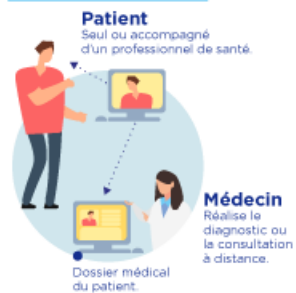 Patient
Seul ou accompagné
d'un professionnel de santé.
Médecin
Réalise le
diagnostic ou
la consultation
à distance.
Dossier médical
du patient.